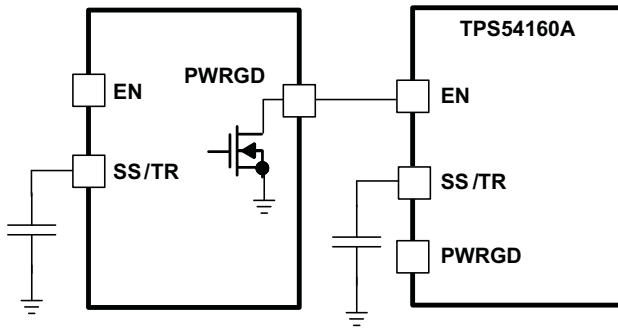 TPS54160A
PWRGD
EN
EN
SS/TR
SS/TR
PWRGD